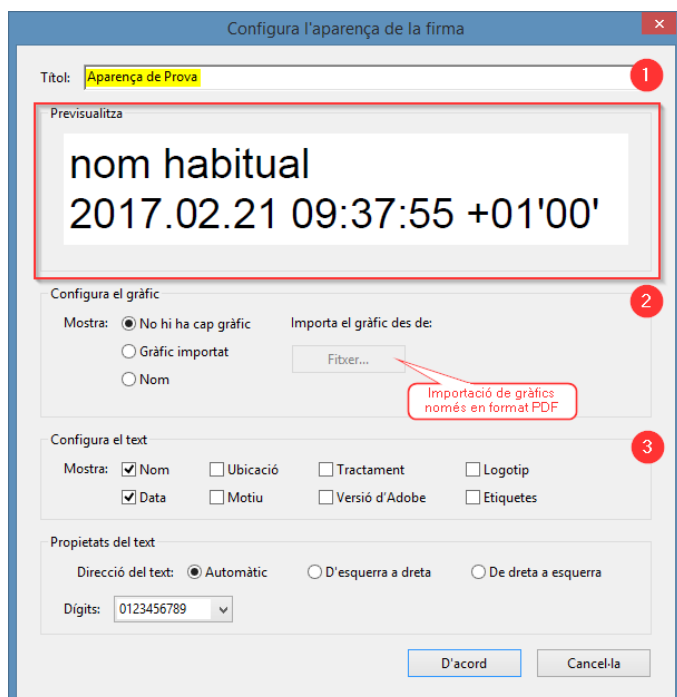 Configura l'aparença de la firma
×
Títol: Aparença de Prova
1
Previsualitza
nom habitual
2017.02.21 09:37:55 +01'00'
Configura el gràfic
2
Mostra: No hi ha cap gràfic Importa el gràfic des de:
Gràfic importat Fitxer...
Nom
Importació de gràfics
només en format PDF
Configura el text
3
Mostra: Nom Ubicació Tractament Logotip
Data Motiu Versió d'Adobe Etiquetes
Propietats del text
Direcció del text: Automàtic D'esquerra a dreta De dreta a esquerra
Dígits: 0123456789
D'acord Cancel·la